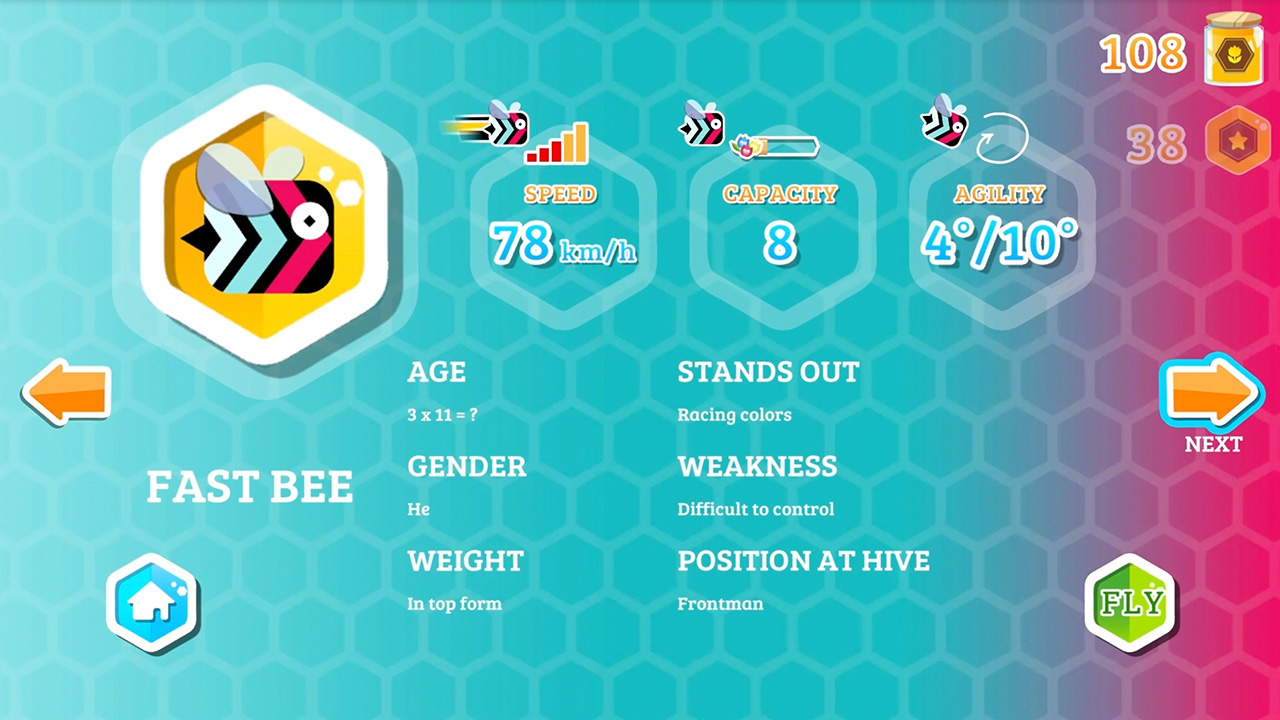 108
38
SPEED
78 km/h
CAPACITY
8
AGILITY
4°/10°
FAST BEE
AGE
3 x 11 = ?
GENDER
He
WEIGHT
In top form
STANDS OUT
Racing colors
WEAKNESS
Difficult to control
POSITION AT HIVE
Frontman
NEXT
FLY